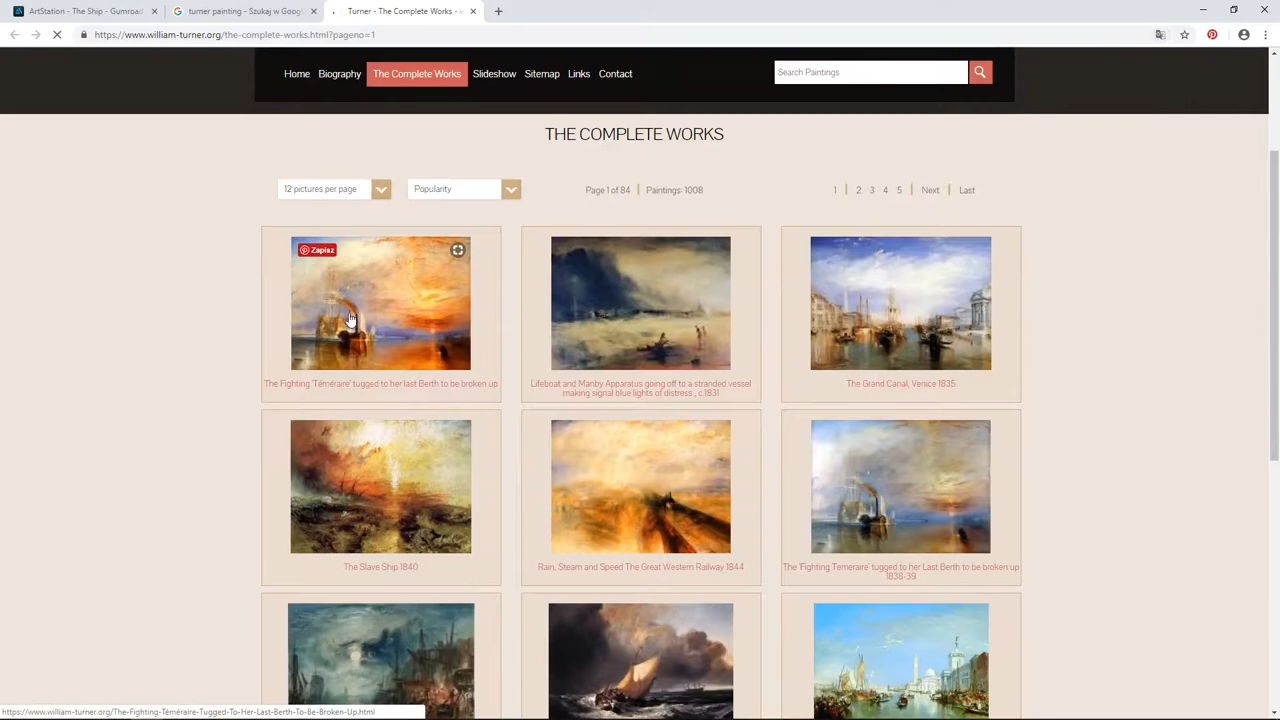 ArtStation - The Ship - Gumroad
turner painting - Szukaj w Goog
Turner - The Complete Works - w
https://www.william-turner.org/the-complete-works.html?pageno=1
Home Biography The Complete Works Slideshow Sitemap Links Contact
Search Paintings
THE COMPLETE WORKS
12 pictures per page Popularity Page 1 of 84 Paintings: 1008 1 2 3 4 5 Next Last
Zapisz
The Fighting 'Téméraire' tugged to her last Berth to be broken up
Lifeboat and Manby Apparatus going off to a stranded vessel
making signal blue lights of distress., c.1831
The Grand Canal, Venice 1835
The Slave Ship 1840
Rain, Steam and Speed The Great Western Railway 1844
The 'Fighting Temeraire' tugged to her Last Berth to be broken up
1838-39
https://www.william-turner.org/The-Fighting-Téméraire-Tugged-To-Her-Last-Berth-To-Be-Broken-Up.html